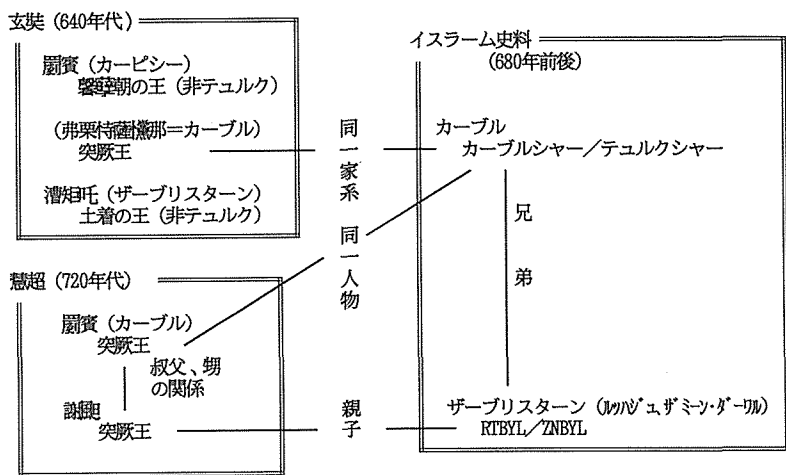 玄奘（640年代）
罽賓（カーピシー）
馨孽朝の王（非テュルク）
（弗栗恃薩儻那＝カーブル）
突厥王
漕矩吒（ザーブリスターン）
土着の王（非テュルク）
慧超（720年代）
罽賓（カーブル）
突厥王
叔父、甥
の関係
謝䫻
突厥王
同一家系
同一人物
親子
イスラーム史料
（680年前後）
カーブル
カーブルシャー／テュルクシャー
兄
弟
ザーブリスターン（ルッハジュ、ザミーン・ダーワル）
RTBYL／ZNBYL